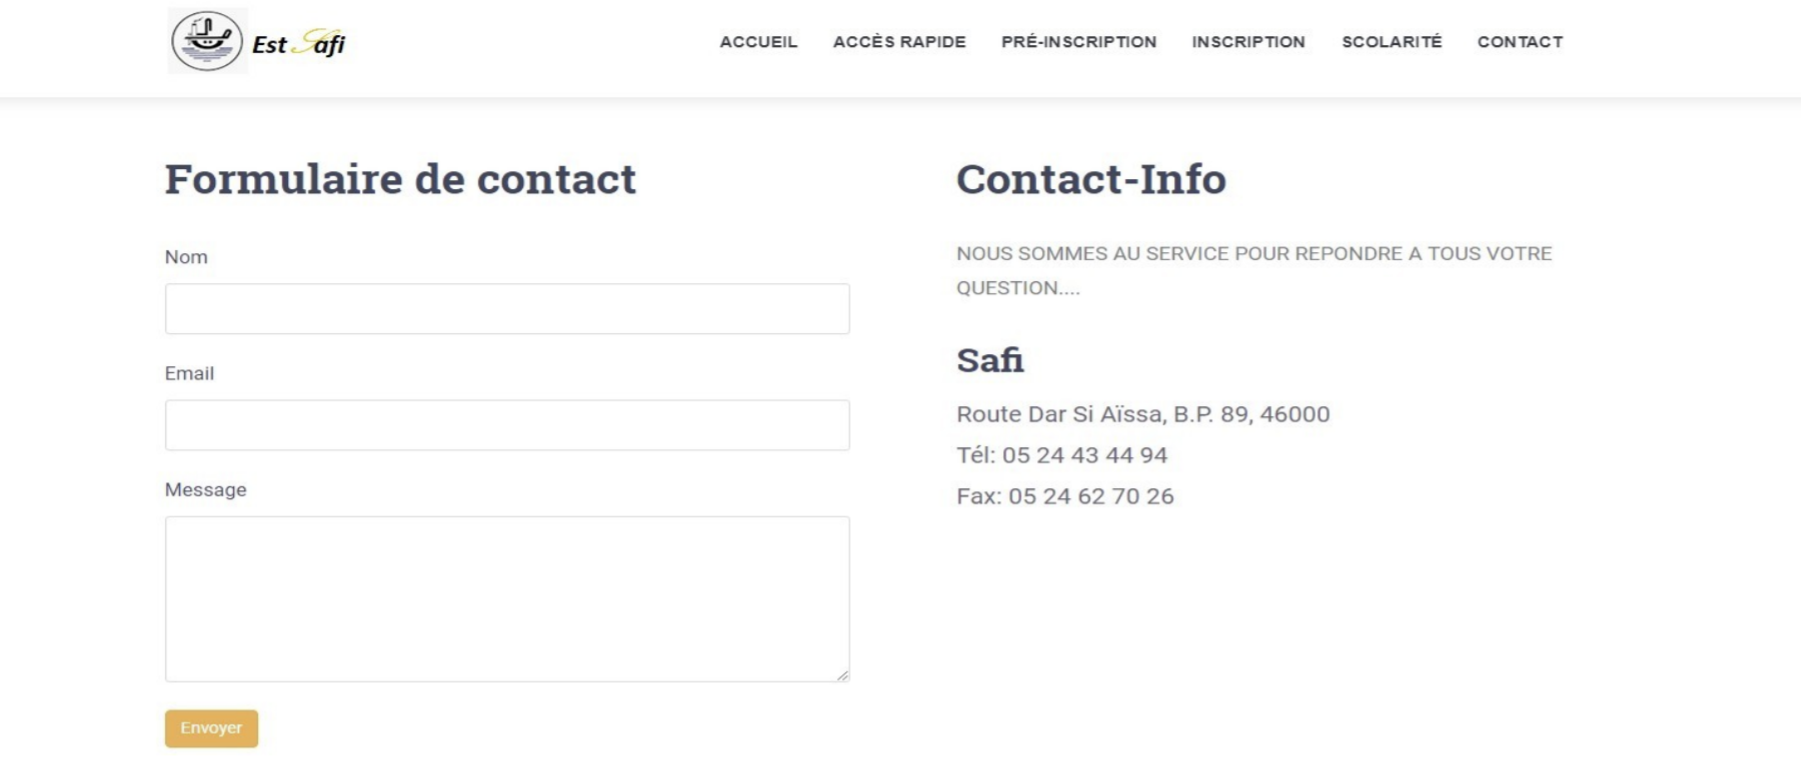 Est Safi
ACCUEIL ACCÈS RAPIDE PRÉ-INSCRIPTION INSCRIPTION SCOLARITÉ CONTACT
Formulaire de contact
Nom
Email
Message
Envoyer
Contact-Info
NOUS SOMMES AU SERVICE POUR REPONDRE A TOUS VOTRE
QUESTION....
Safi
Route Dar Si Aïssa, B.P. 89, 46000
Tél: 05 24 43 44 94
Fax: 05 24 62 70 26